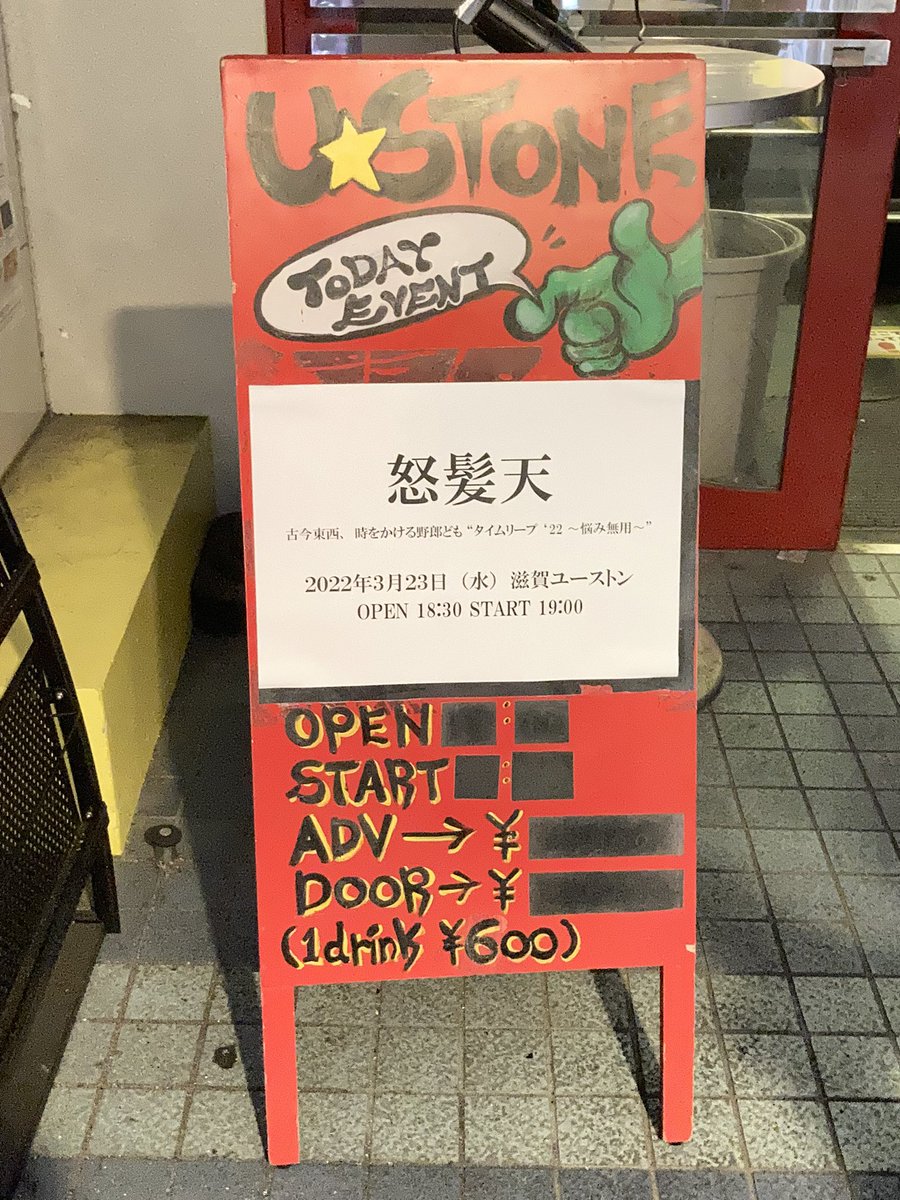 U★STONE
TODAY
EVENT
怒髪天
古今東西、時をかける野郎ども“タイムリープ ‘22 ～悩み無用～”
2022年3月23日（水）滋賀ユーストン
OPEN 18:30 START 19:00
OPEN :
START :
ADV→¥
DOOR→¥
(1drink ¥600)